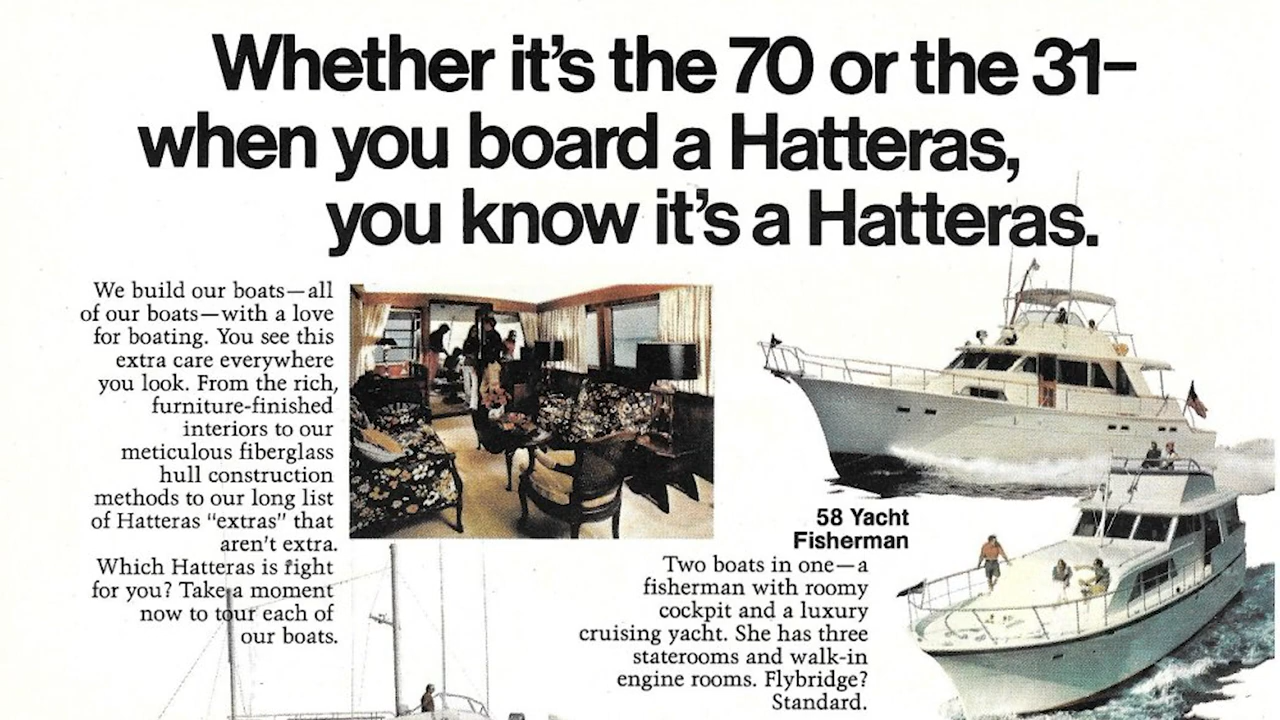 Whether it's the 70 or the 31–
when you board a Hatteras,
you know it's a Hatteras.
We build our boats—all
of our boats—with a love
for boating. You see this
extra care everywhere
you look. From the rich,
furniture-finished
interiors to our
meticulous fiberglass
hull construction
methods to our long list
of Hatteras “extras” that
aren't extra.
Which Hatteras is right
for you? Take a moment
now to tour each of
our boats.
58 Yacht
Fisherman
Two boats in one—a
fisherman with roomy
cockpit and a luxury
cruising yacht. She has three
staterooms and walk-in
engine rooms. Flybridge?
Standard.